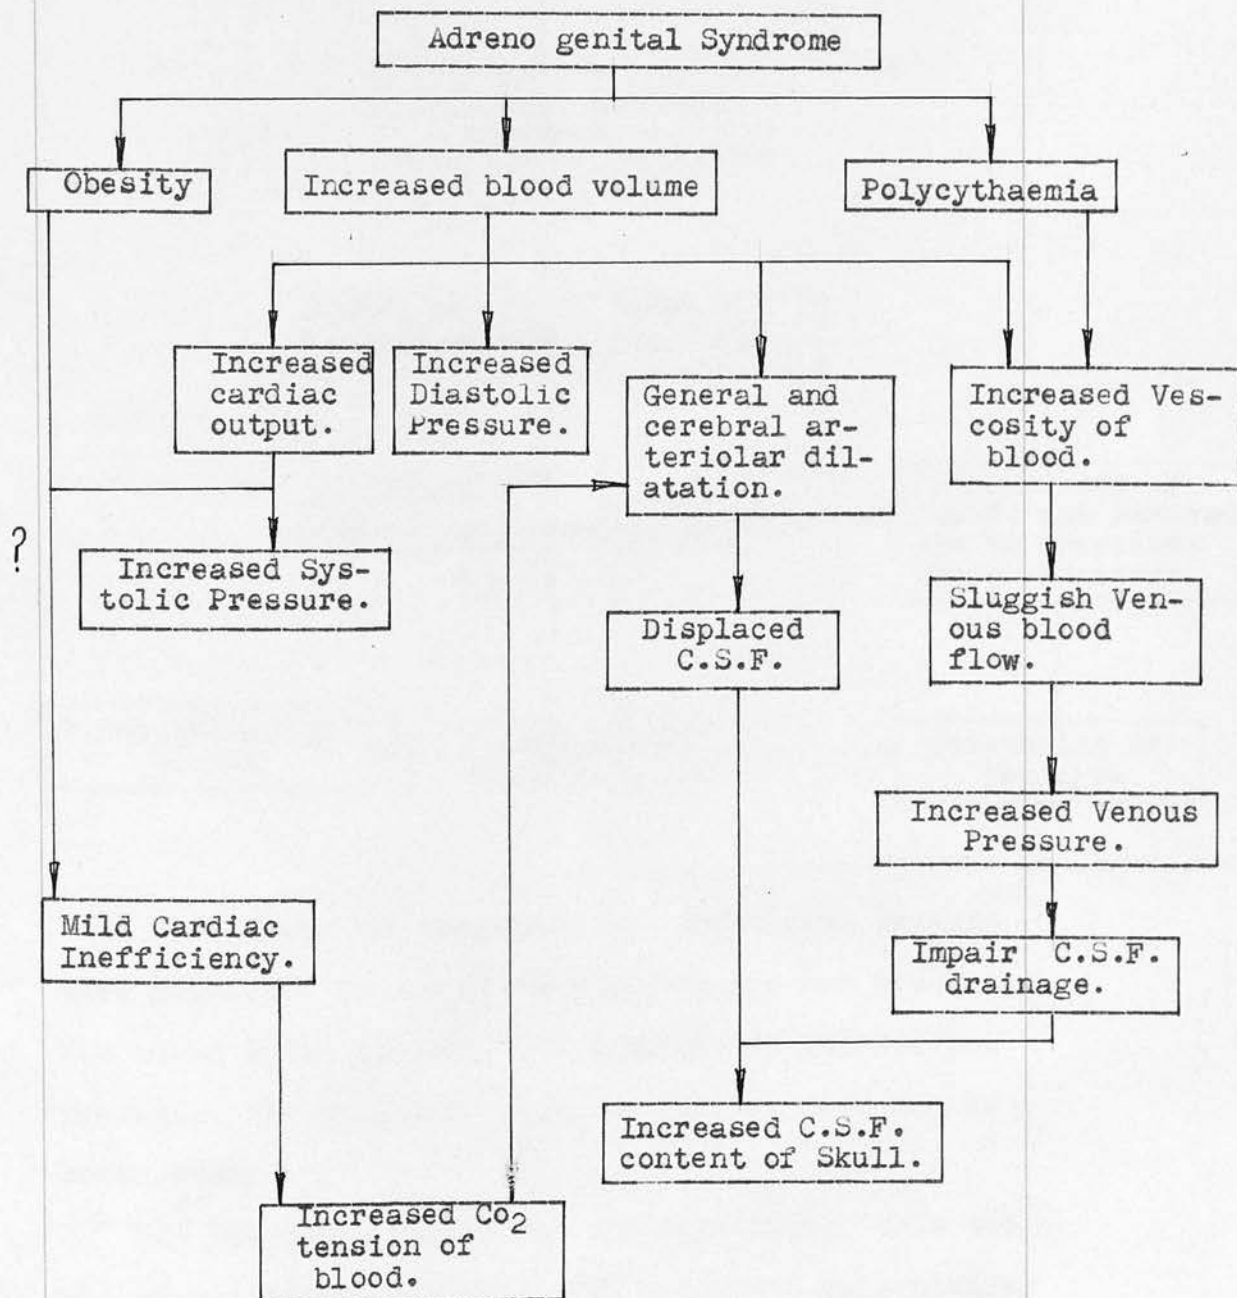 Adreno genital Syndrome
Obesity
Increased blood volume
Polycythaemia
Increased
cardiac
output.
Increased
Diastolic
Pressure.
General and
cerebral ar-
teriolar dil-
atation.
Increased Ves-
cosity of
blood.
?
Increased Sys-
tolic Pressure.
Displaced
C.S.F.
Sluggish Ven-
ous blood
flow.
Increased Venous
Pressure.
Mild Cardiac
Inefficiency.
Impair C.S.F.
drainage.
Increased C.S.F.
content of Skull.
Increased Co2
tension of
blood.